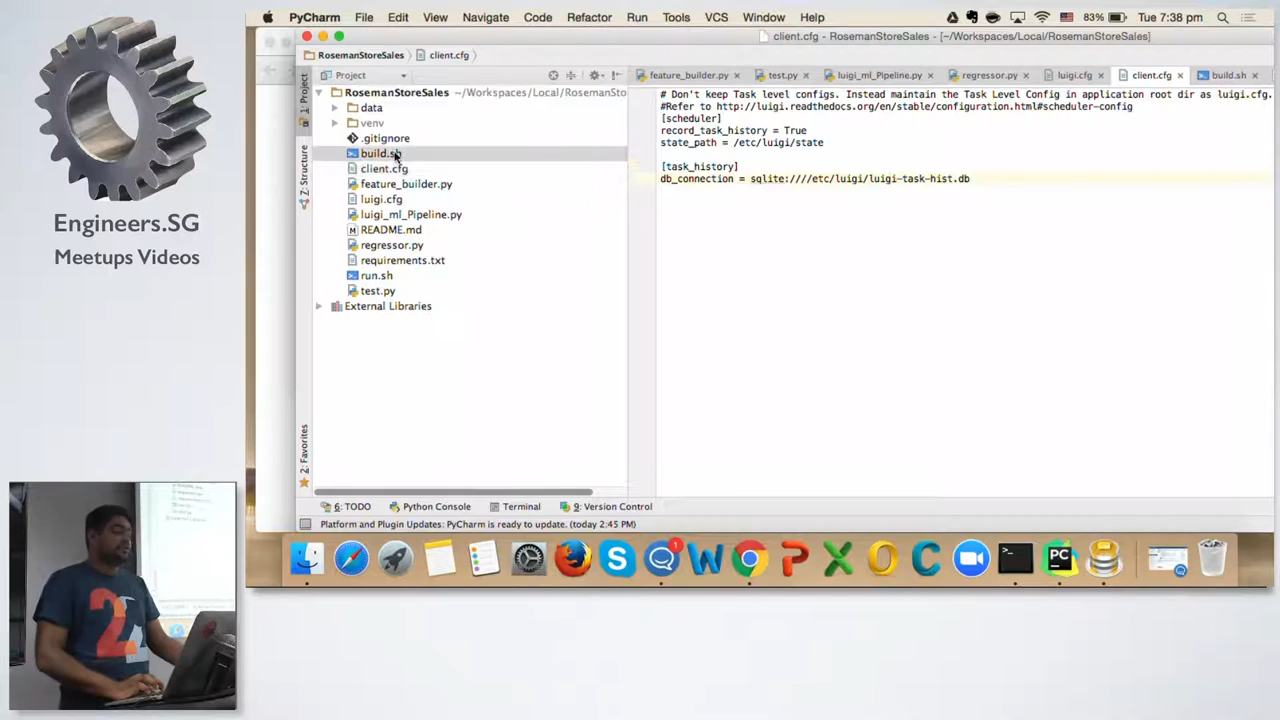 Engineers.SG
Meetups Videos
PyCharm File Edit View Navigate Code Refactor Run Tools VCS Window Help
83% Tue 7:38 pm
client.cfg - RosemanStoreSales - [~/Workspaces/Local/RosemanStoreSales]
RosemanStoreSales client.cfg
Project
feature_builder.py test.py luigi_ml_Pipeline.py regressor.py luigi.cfg client.cfg build.sh
1: Project
Z: Structure
2: Favorites
RosemanStoreSales ~/Workspaces/Local/RosemanSto
data
venv
.gitignore
build.sh
client.cfg
feature_builder.py
luigi.cfg
luigi_ml_Pipeline.py
README.md
regressor.py
requirements.txt
run.sh
test.py
External Libraries
# Don't keep Task level configs. Instead maintain the Task Level Config in application root dir as luigi.cfg.
#Refer to http://luigi.readthedocs.org/en/stable/configuration.html#scheduler-config
[scheduler]
record_task_history = True
state_path = /etc/luigi/state
[task_history]
db_connection = sqlite:////etc/luigi/luigi-task-hist.db
6: TODO Python Console Terminal 9: Version Control
Platform and Plugin Updates: PyCharm is ready to update. (today 2:45 PM)
1
PC